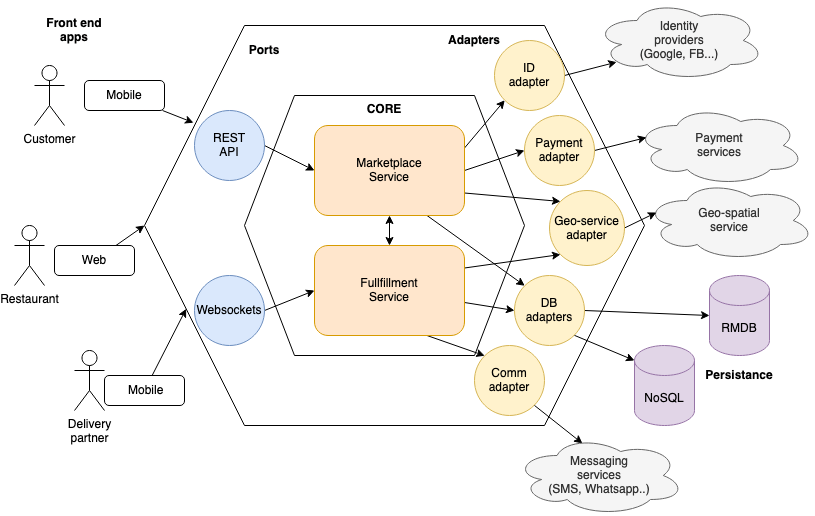 Front end
apps
Customer
Mobile
Restaurant
Web
Delivery
partner
Mobile
Ports
REST
API
Websockets
CORE
Marketplace
Service
Fullfillment
Service
Adapters
ID
adapter
Payment
adapter
Geo-service
adapter
DB
adapters
Comm
adapter
Identity
providers
(Google, FB...)
Payment
services
Geo-spatial
service
RMDB
Persistance
NoSQL
Messaging
services
(SMS, Whatsapp..)